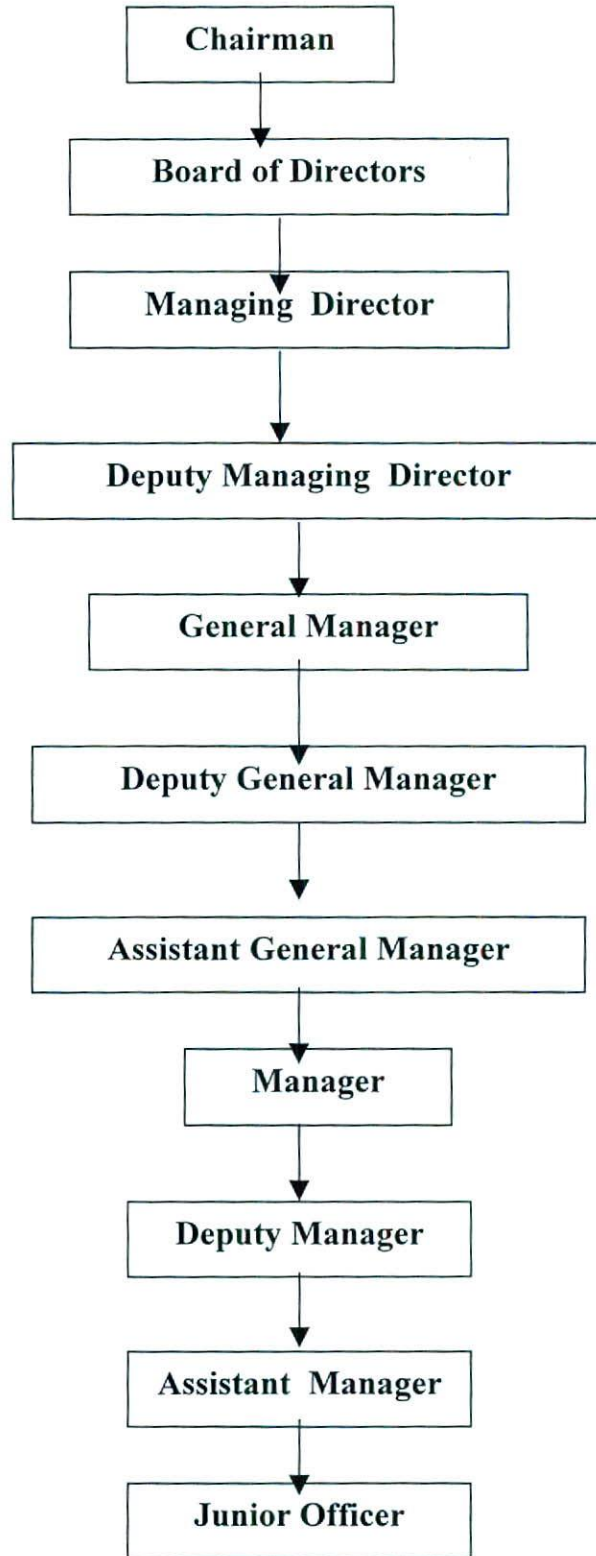 Chairman
Board of Directors
Managing Director
Deputy Managing Director
General Manager
Deputy General Manager
Assistant General Manager
Manager
Deputy Manager
Assistant Manager
Junior Officer